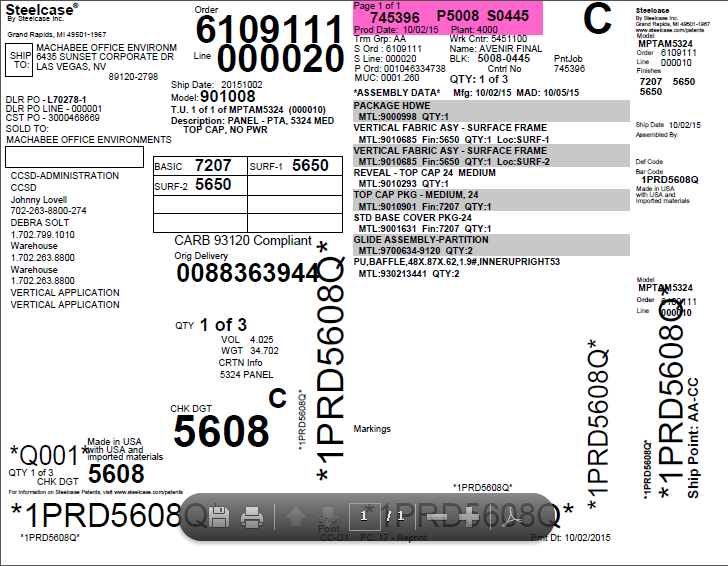 Steelcase®
By Steelcase Inc.
Grand Rapids, MI 49501-1967
SHIP TO:
MACHABEE OFFICE ENVIRONM
6435 SUNSET CORPORATE DR
LAS VEGAS, NV
89120-2798
DLR PO - L70278-1
DLR PO LINE - 000001
CST PO - 3000468669
SOLD TO:
MACHABEE OFFICE ENVIRONMENTS
CCSD-ADMINISTRATION
CCSD
Johnny Lovell
702-263-8800-274
DEBRA SOLT
1.702.799.1010
Warehouse
1.702.263.8800
Warehouse
1.702.263.8800
VERTICAL APPLICATION
VERTICAL APPLICATION
*Q001*
Made in USA
with USA and
imported materials
QTY 1 of 3
CHK DGT
5608
For Information on Steelcase Patents, visit www.steelcase.com/patents
*1PRD5608Q*
*1PRD5608Q*
Order
6109111
Line
000020
Ship Date: 20151002
Model: 901008
T.U. 1 of 1 of MPTAM5324 (000010)
Description: PANEL - PTA, 5324 MED
TOP CAP, NO PWR
BASIC 7207 SURF-1 5650
SURF-2 5650
CARB 93120 Compliant
Orig Delivery
0088363944
QTY 1 of 3
VOL 4.025
WGT 34.702
CRTN Info
5324 PANEL
C
CHK DGT
5608
*1PRD5608Q*
*1PRD5608Q*
Page 1 of 1
745396 P5008 S0445
Prod Date: 10/02/15 Plant: 4000
C
Trm Grp: AA Wrk Cntr: 5451100
S Ord : 6109111 Name: AVENIR FINAL
S Line: 000020 BLK: 5008-0445 PntJob
P Ord: 001046334738 Cntrl No 745396
MUC: 0001.260 QTY: 1 of 3
*ASSEMBLY DATA* Mfg: 10/02/15 MAD: 10/05/15
PACKAGE HDWE
MTL:9000998 QTY:1
VERTICAL FABRIC ASY - SURFACE FRAME
MTL:9010685 Fin:5650 QTY:1 Loc:SURF-1
VERTICAL FABRIC ASY - SURFACE FRAME
MTL:9010685 Fin:5650 QTY:1 Loc:SURF-2
REVEAL - TOP CAP 24 MEDIUM
MTL:9010293 QTY:1
TOP CAP PKG - MEDIUM, 24
MTL:9010901 Fin:7207 QTY:1
STD BASE COVER PKG-24
MTL:9001631 Fin:7207 QTY:1
GLIDE ASSEMBLY-PARTITION
MTL:9700634-9120 QTY:2
PU,BAFFLE,48X.87X.62,1.9#,INNERUPRIGHT53
MTL:930213441 QTY:2
Markings
*1PRD5608Q*
*1PRD5608Q*
*1PRD5608Q*
1 / 1
Ship
Point
CC-O1 PC: 17 - Reprint
Prnt Dt: 10/02/2015
Steelcase
By Steelcase Inc.
Grand Rapids, MI 49501-1967
www.steelcase.com/patents
Model
MPTAM5324
Order 6109111
Line 000010
Finishes
7207 5650
5650
Ship Date 10/02/15
Assembled By:
Def Code
Bar Code
1PRD5608Q
Made in USA
with USA and
imported materials
Model
MPTAM5324
Order 6109111
Line 000010
*1PRD5608Q*
*1PRD5608Q*
Ship Point: AA-CC